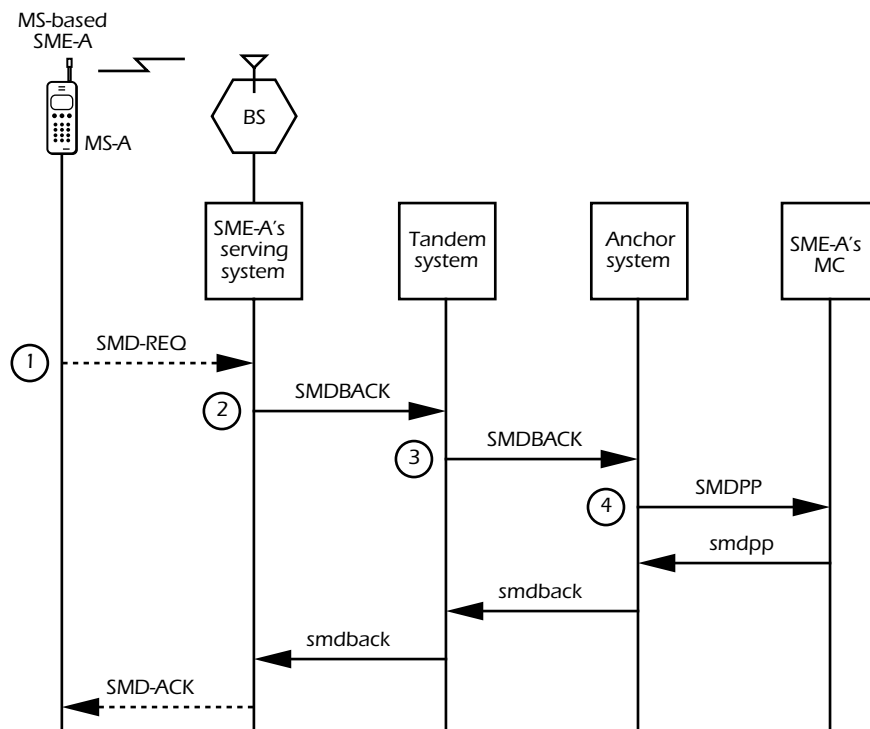 MS-based
SME-A
BS
MS-A
SME-A's
serving
system
Tandem
system
Anchor
system
SME-A's
MC
SMD-REQ
1
SMDBACK
2
SMDBACK
3
SMDPP
4
smdpp
smdback
smdback
SMD-ACK